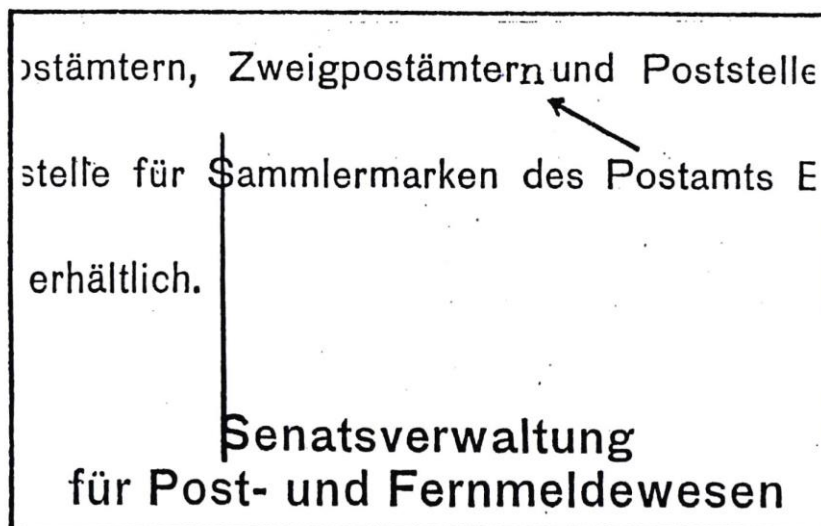 ostämtern, Zweigpostämtern und Poststelle
stelle für Sammlermarken des Postamts B
erhältlich.
Senatsverwaltung
für Post- und Fernmeldewesen